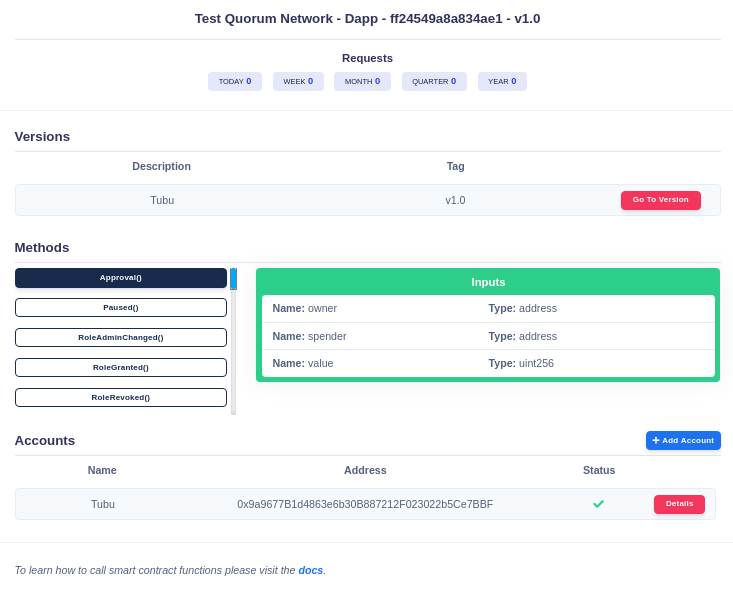 Test Quorum Network - Dapp - ff24549a8a834ae1 - v1.0
Requests
TODAY 0 WEEK 0 MONTH 0 QUARTER 0 YEAR 0
Versions
Description Tag
Tubu v1.0 Go To Version
Methods
Approval()
Paused()
RoleAdminChanged()
RoleGranted()
RoleRevoked()
Inputs
Name: owner Type: address
Name: spender Type: address
Name: value Type: uint256
Accounts
Add Account
Name Address Status
Tubu 0x9a9677B1d4863e6b30B887212F023022b5Ce7BBF Details
To learn how to call smart contract functions please visit the docs.